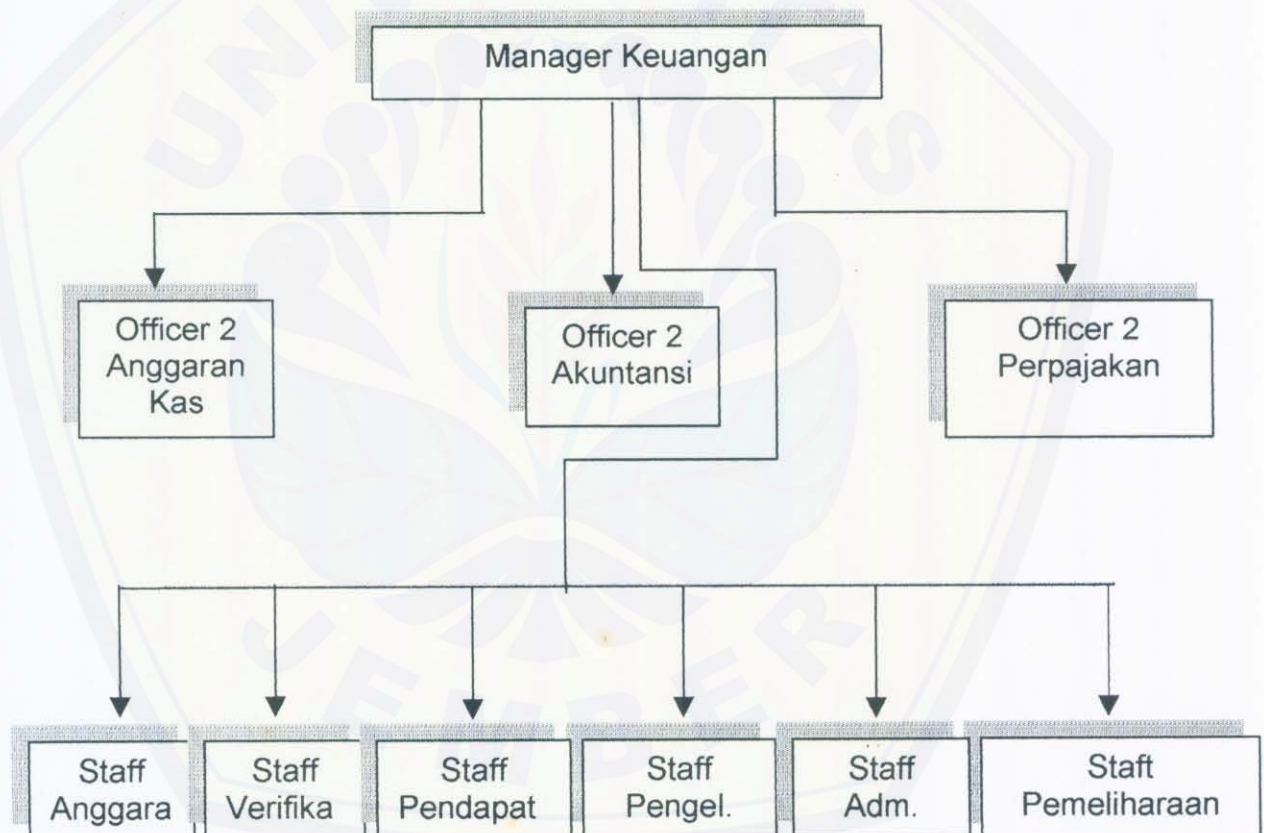 Manager Keuangan
Officer 2
Anggaran
Kas
Officer 2
Akuntansi
Officer 2
Perpajakan
Staff
Anggara
Staff
Verifika
Staff
Pendapat
Staff
Pengel.
Staff
Adm.
Staft
Pemeliharaan
JEMBER